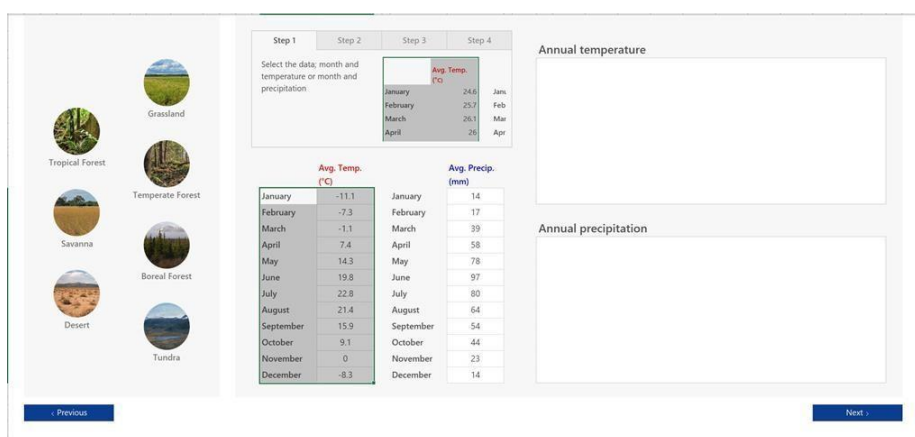 Grassland
Tropical Forest
Temperate Forest
Savanna
Boreal Forest
Desert
Tundra
Step 1 Step 2 Step 3 Step 4
Select the data; month and
temperature or month and
precipitation
Avg. Temp.
(°C)
January 24.6
February 25.7 Feb
March 26.1
April 26 Apr
Avg. Temp. Avg. Precip.
(°C) (mm)
January -11.1 January 14
February -7.3 February 17
March -1.1 March 39
April 7.4 April 58
May 14.3 May 78
June 19.8 June 97
July 22.8 July 80
August 21.4 August 64
September 15.9 September 54
October 9.1 October 44
November 0 November 23
December -8.3 December 14
Annual temperature
Annual precipitation
‹ Previous
Next ›